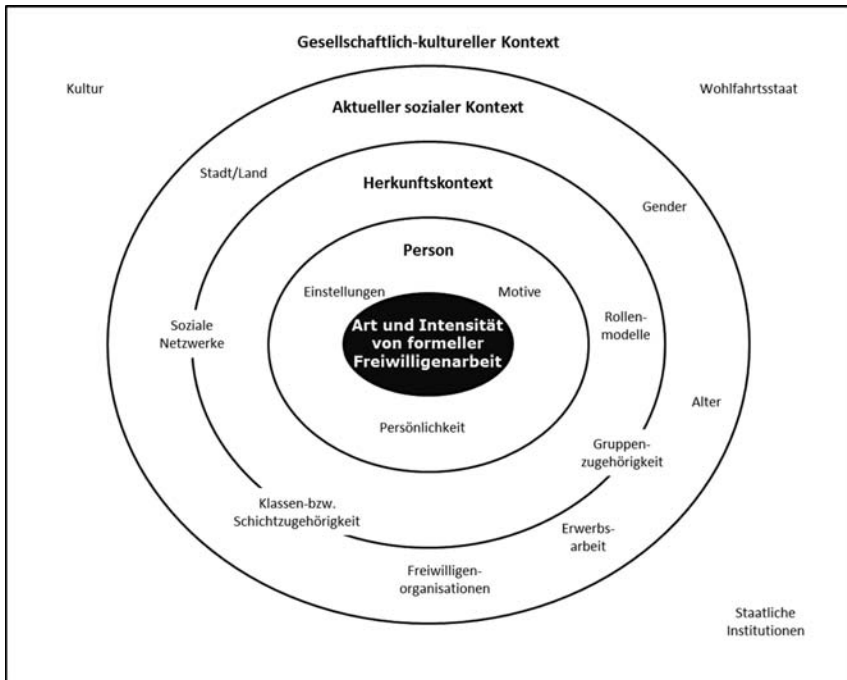 Gesellschaftlich-kultureller Kontext
Kultur
Wohlfahrtsstaat
Aktueller sozialer Kontext
Stadt/Land
Herkunftskontext
Gender
Person
Einstellungen
Motive
Soziale
Netzwerke
Art und Intensität
von formeller
Freiwilligenarbeit
Rollen-
modelle
Alter
Persönlichkeit
Gruppen-
zugehörigkeit
Klassen-bzw.
Schichtzugehörigkeit
Erwerbs-
arbeit
Freiwilligen-
organisationen
Staatliche
Institutionen